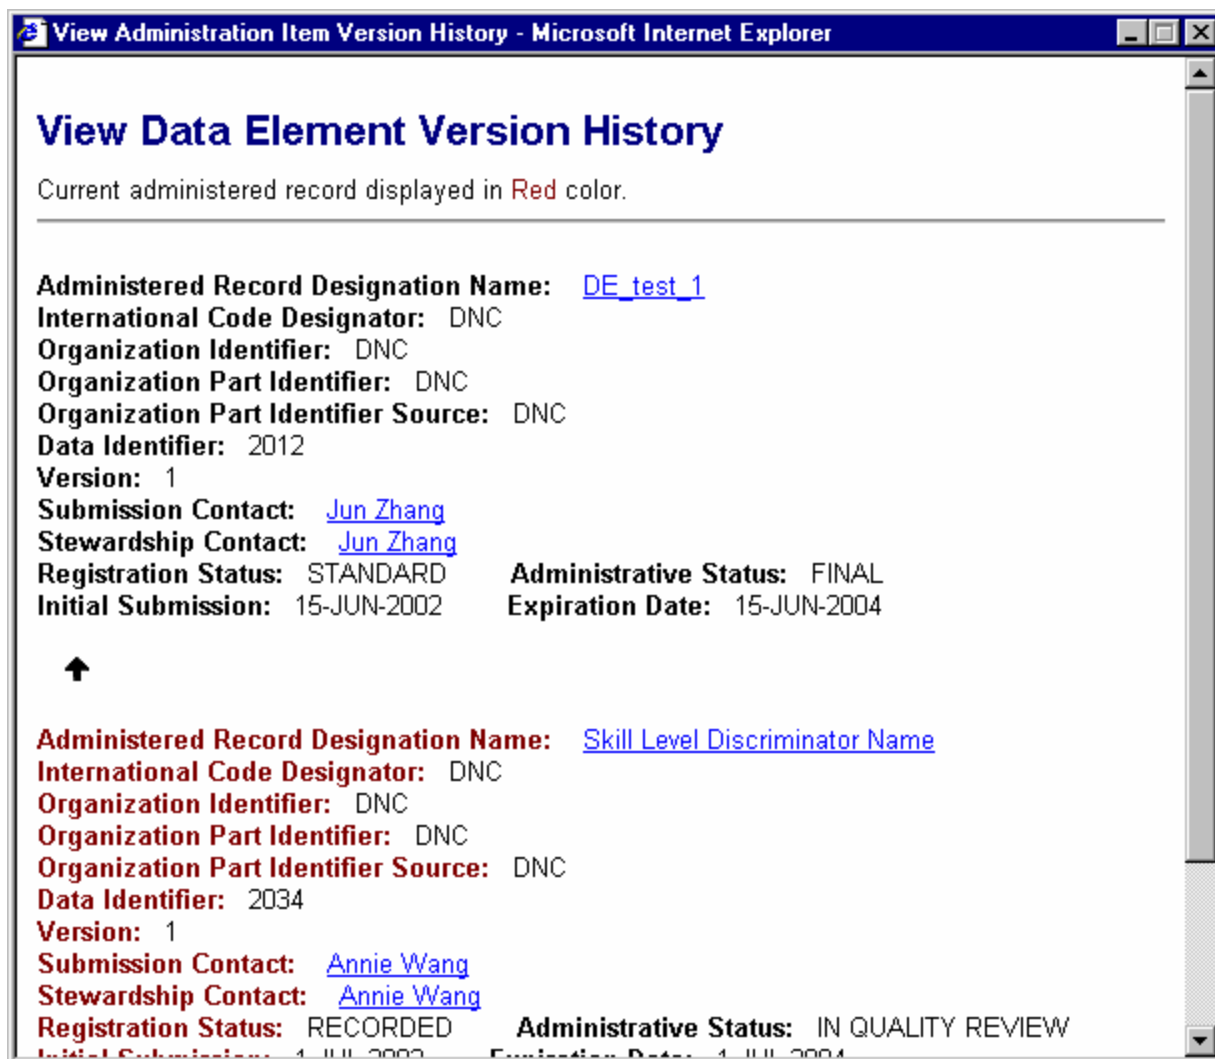 View Administration Item Version History - Microsoft Internet Explorer
View Data Element Version History
Current administered record displayed in Red color.
Administered Record Designation Name: DE_test_1
International Code Designator: DNC
Organization Identifier: DNC
Organization Part Identifier: DNC
Organization Part Identifier Source: DNC
Data Identifier: 2012
Version: 1
Submission Contact: Jun Zhang
Stewardship Contact: Jun Zhang
Registration Status: STANDARD Administrative Status: FINAL
Initial Submission: 15-JUN-2002 Expiration Date: 15-JUN-2004
Administered Record Designation Name: Skill Level Discriminator Name
International Code Designator: DNC
Organization Identifier: DNC
Organization Part Identifier: DNC
Organization Part Identifier Source: DNC
Data Identifier: 2034
Version: 1
Submission Contact: Annie Wang
Stewardship Contact: Annie Wang
Registration Status: RECORDED Administrative Status: IN QUALITY REVIEW
Initial Submission: Expiration Date: